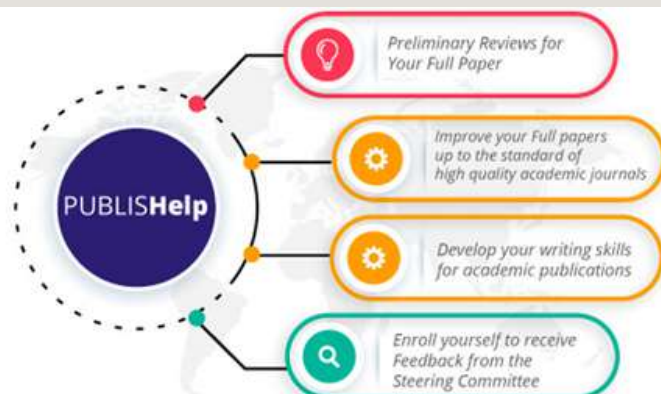 Preliminary Reviews for
Your Full Paper
Improve your Full papers
up to the standard of
high quality academic journals
PUBLISHelp
Develop your writing skills
for academic publications
Enroll yourself to receive
Feedback from the
Steering Committee